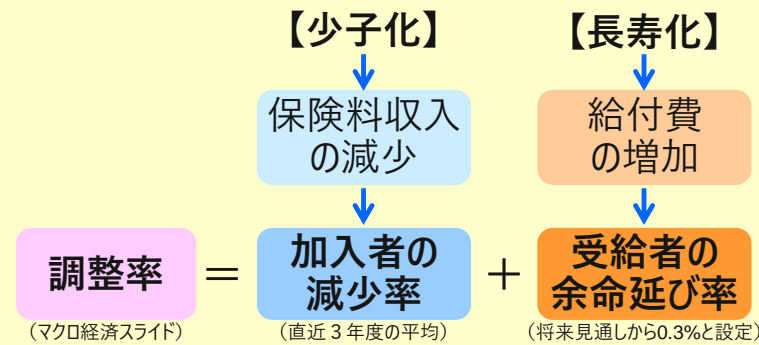 【少子化】
【長寿化】
保険料収入
の減少
給付費
の増加
調整率
=
加入者の
減少率
+
受給者の
余命延び率
(マクロ経済スライド)
(直近３年度の平均)
(将来見通しから0.3%と設定)